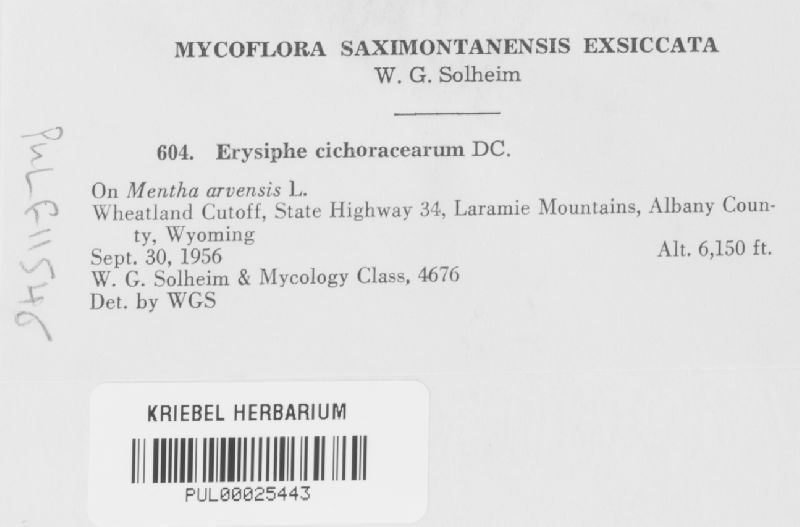 MYCOFLORA SAXIMONTANENSIS EXSICCATA
W. G. Solheim
604. Erysiphe cichoracearum DC.
On Mentha arvensis L.
Wheatland Cutoff, State Highway 34, Laramie Mountains, Albany Coun-
ty, Wyoming
Alt. 6,150 ft.
Sept. 30, 1956
W. G. Solheim & Mycology Class, 4676
Det. by WGS
PUL F11546
KRIEBEL HERBARIUM
PUL00025443